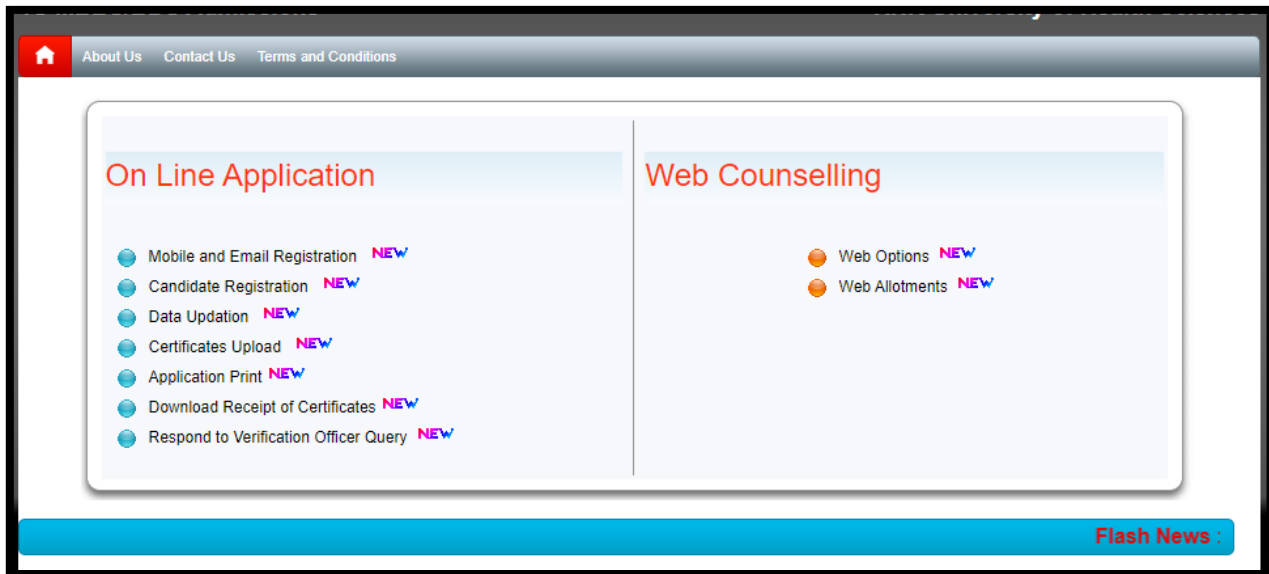 About Us Contact Us Terms and Conditions
On Line Application
Mobile and Email Registration NEW
Candidate Registration NEW
Data Updation NEW
Certificates Upload NEW
Application Print NEW
Download Receipt of Certificates NEW
Respond to Verification Officer Query NEW
Web Counselling
Web Options NEW
Web Allotments NEW
Flash News :